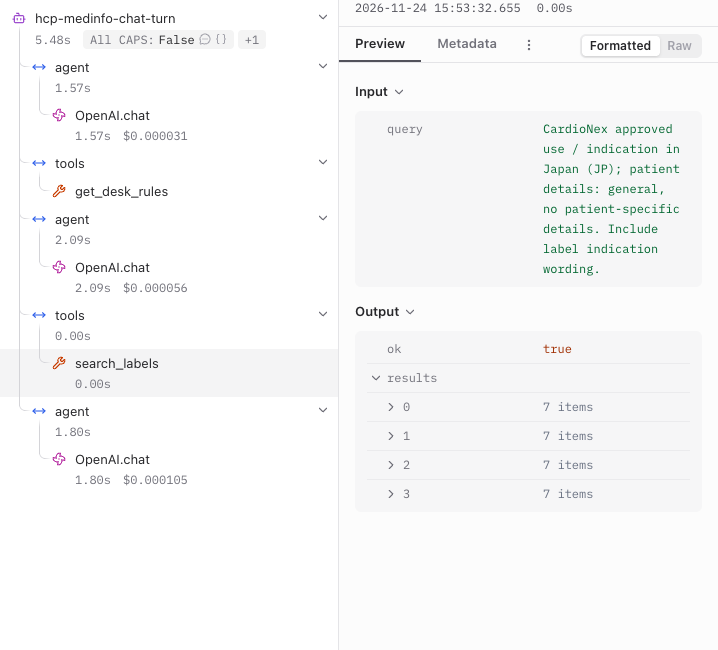 hcp-medinfo-chat-turn
5.48s All CAPS: False {} +1
agent
1.57s
OpenAI.chat
1.57s $0.000031
tools
get_desk_rules
agent
2.09s
OpenAI.chat
2.09s $0.000056
tools
0.00s
search_labels
0.00s
agent
1.80s
OpenAI.chat
1.80s $0.000105
2026-11-24 15:53:32.655 0.00s
Preview Metadata Formatted Raw
Input
query
CardioNex approved
use / indication in
Japan (JP); patient
details: general,
no patient-specific
details. Include
label indication
wording.
Output
ok true
results
0 7 items
1 7 items
2 7 items
3 7 items